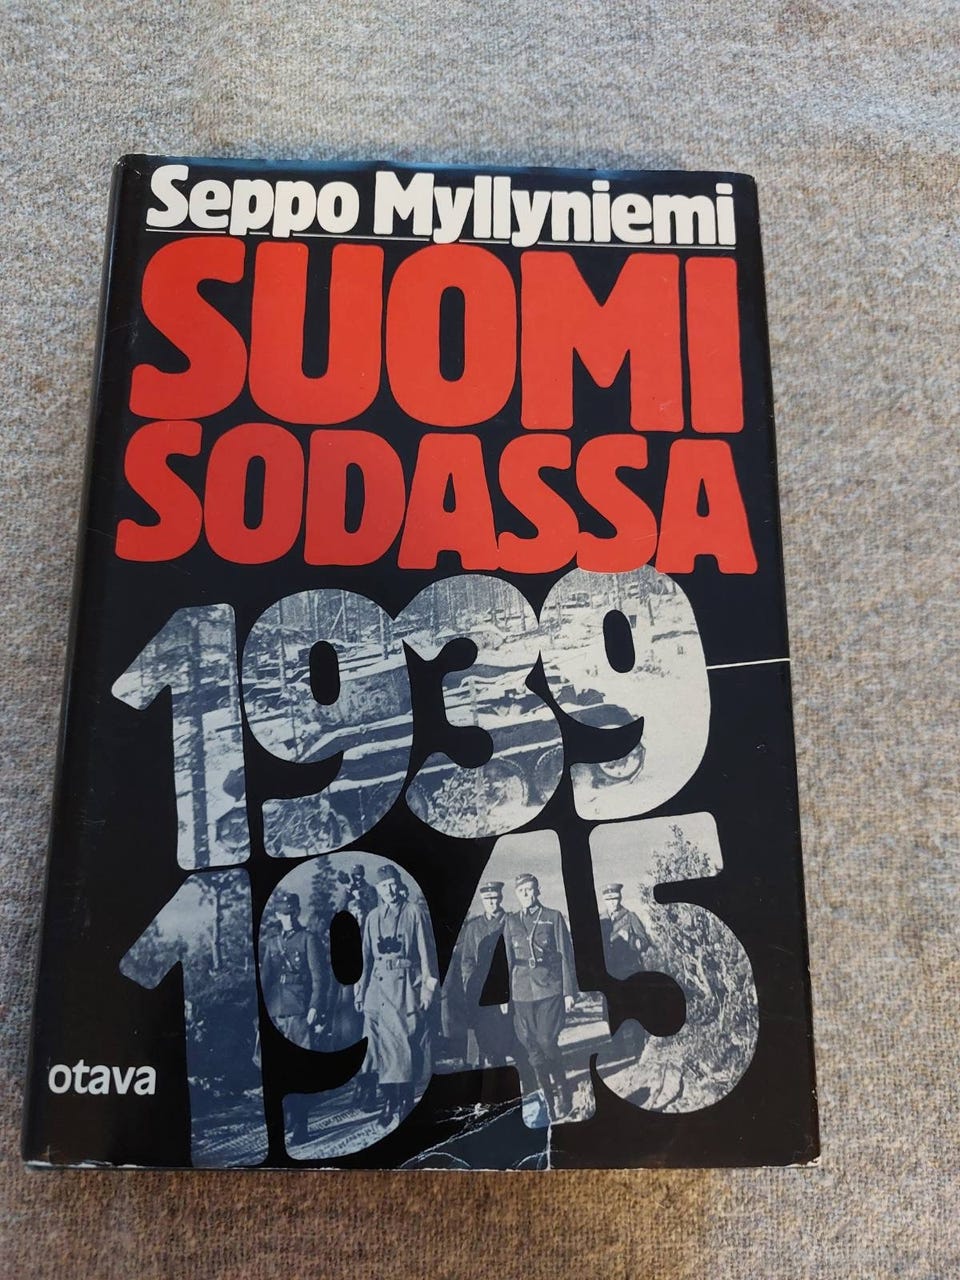 Seppo Myllyniemi
SUOMI
SODASSA
1939
1945
otava